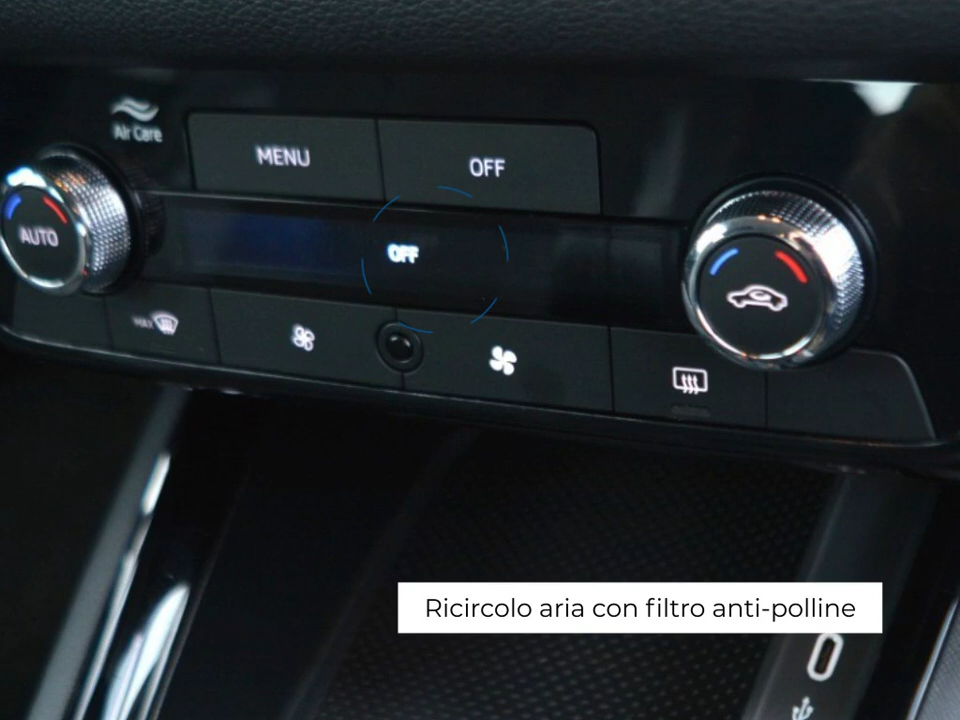 Air Care
MENU
OFF
AUTO
OFF
MAX
Ricircolo aria con filtro anti-polline